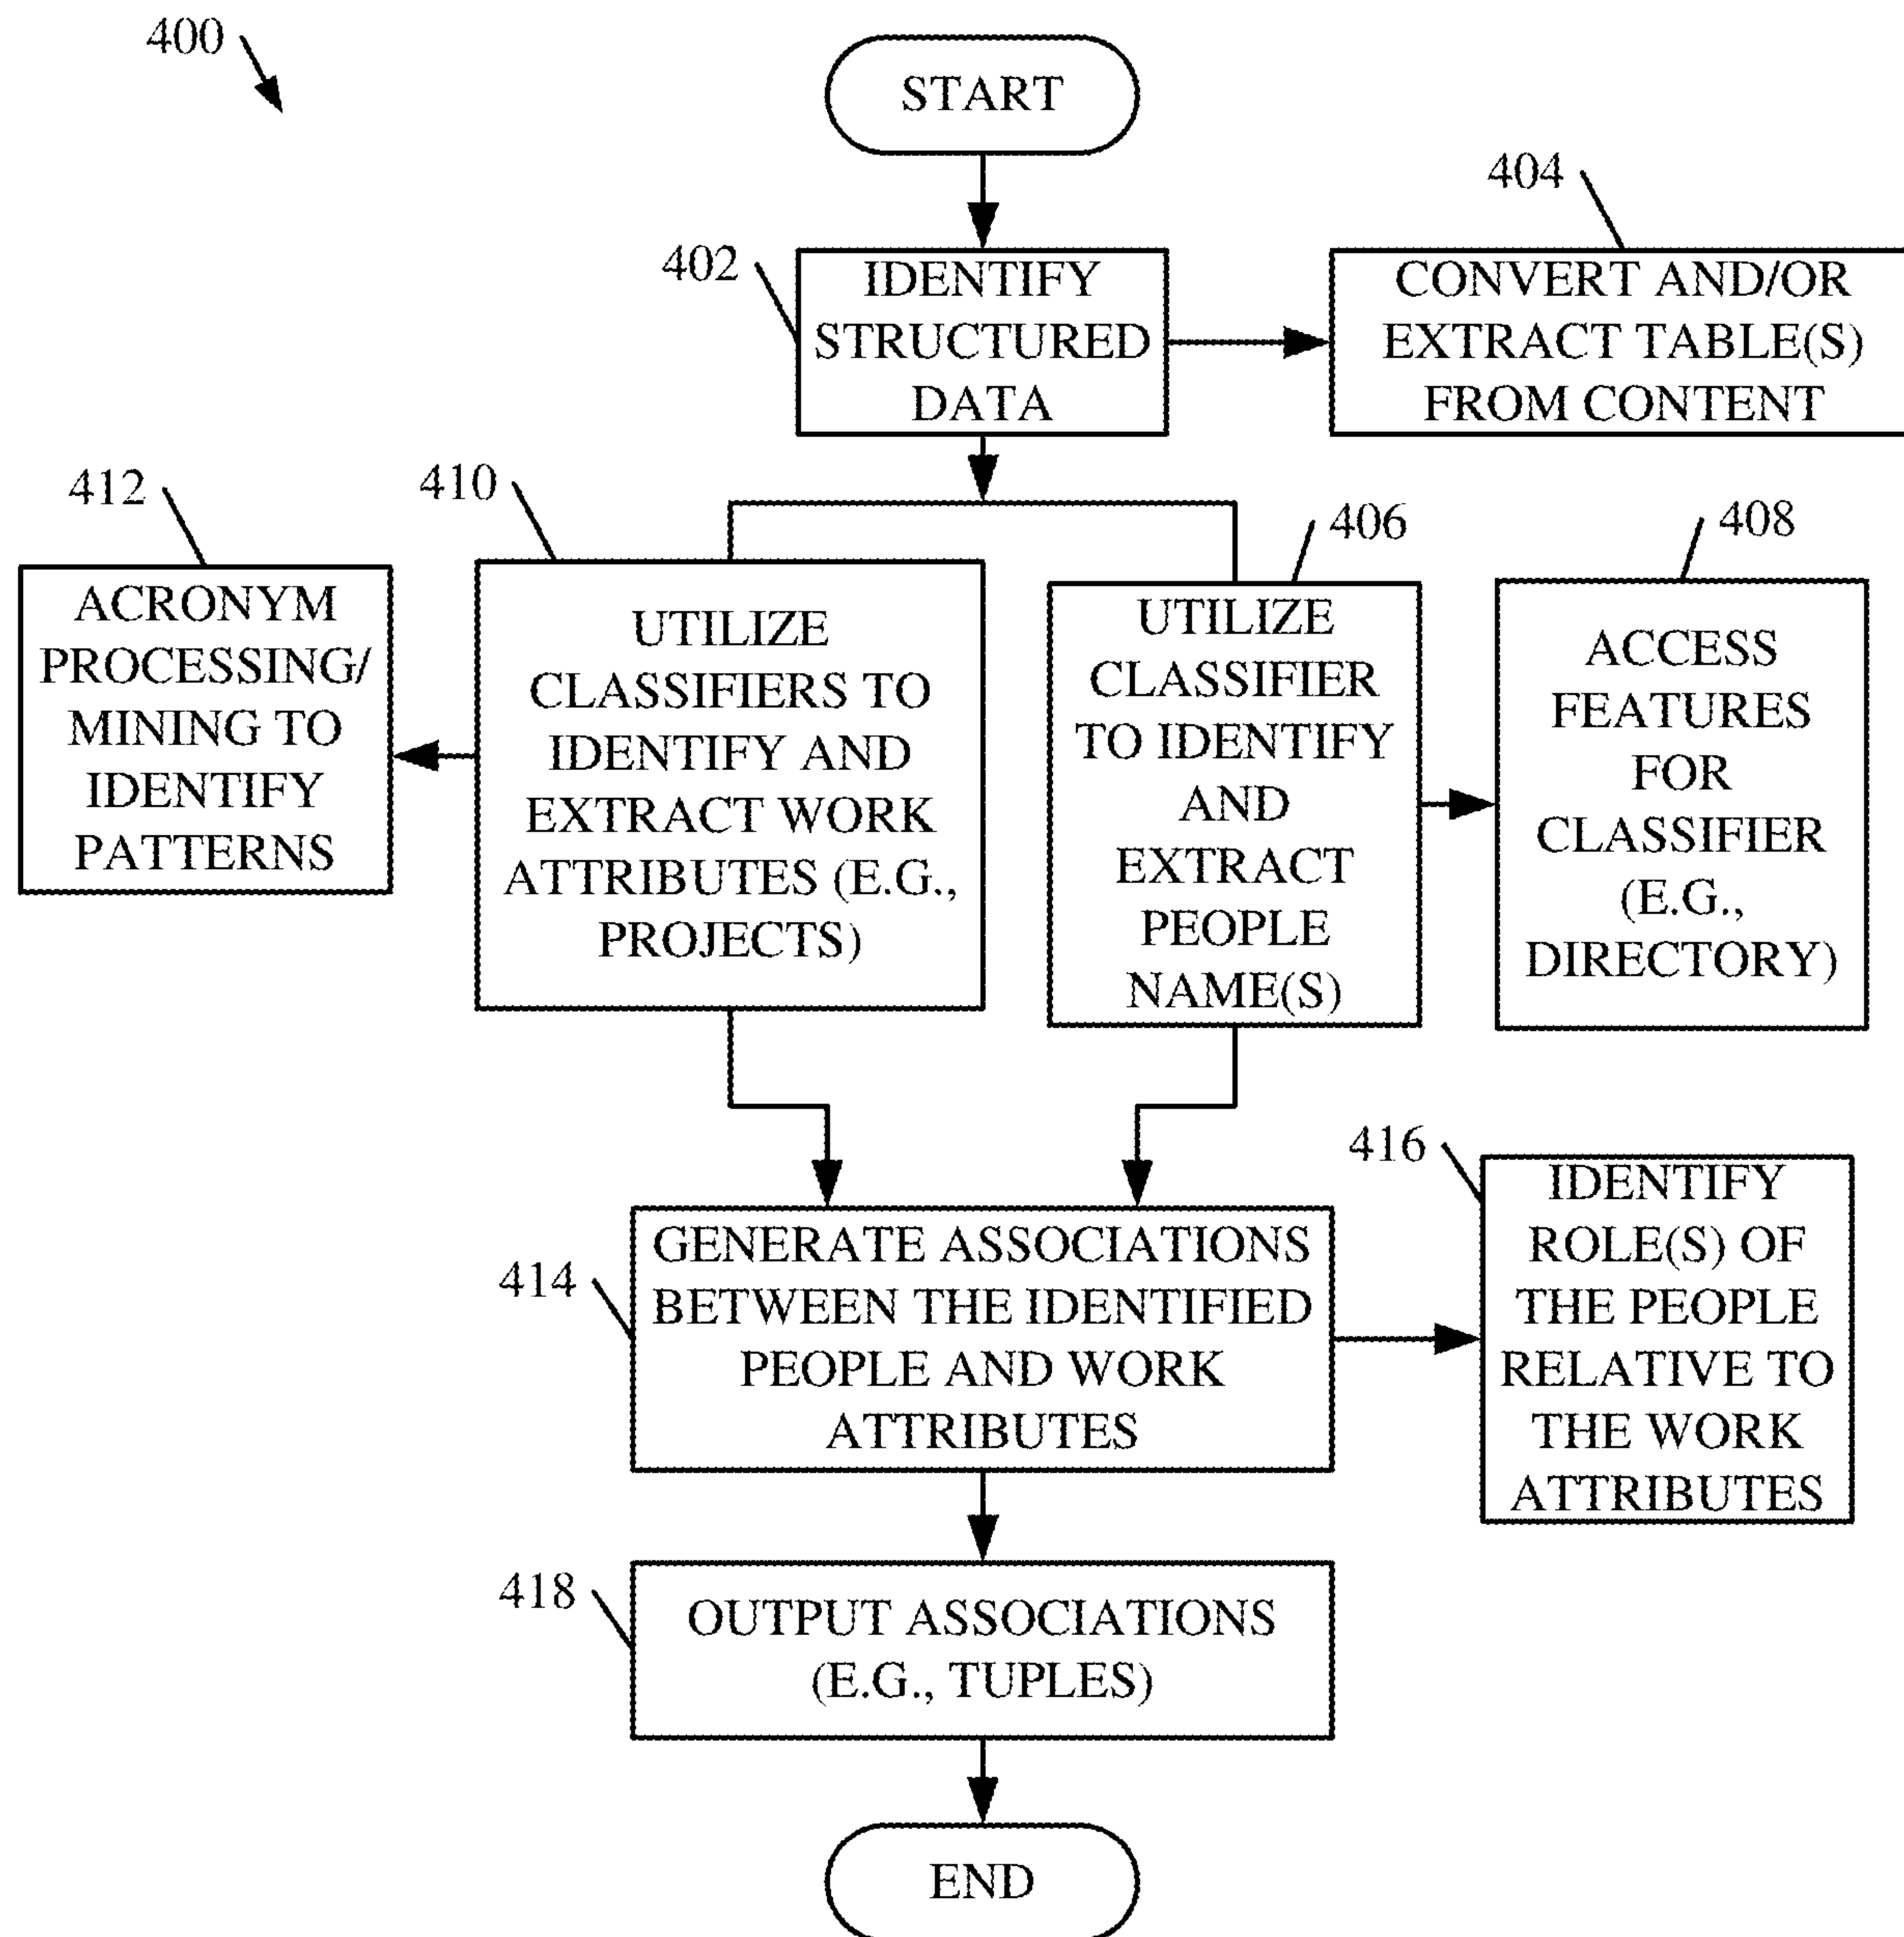 400
START
404
402
IDENTIFY
STRUCTURED
DATA
CONVERT AND/OR
EXTRACT TABLE(S)
FROM CONTENT
412
410
406
408
ACRONYM
PROCESSING/
MINING TO
IDENTIFY
PATTERNS
UTILIZE
CLASSIFIERS TO
IDENTIFY AND
EXTRACT WORK
ATTRIBUTES (E.G.,
PROJECTS)
UTILIZE
CLASSIFIER
TO IDENTIFY
AND
EXTRACT
PEOPLE
NAME(S)
ACCESS
FEATURES
FOR
CLASSIFIER
(E.G.,
DIRECTORY)
414
GENERATE ASSOCIATIONS
BETWEEN THE IDENTIFIED
PEOPLE AND WORK
ATTRIBUTES
416
IDENTIFY
ROLE(S) OF
THE PEOPLE
RELATIVE TO
THE WORK
ATTRIBUTES
418
OUTPUT ASSOCIATIONS
(E.G., TUPLES)
END